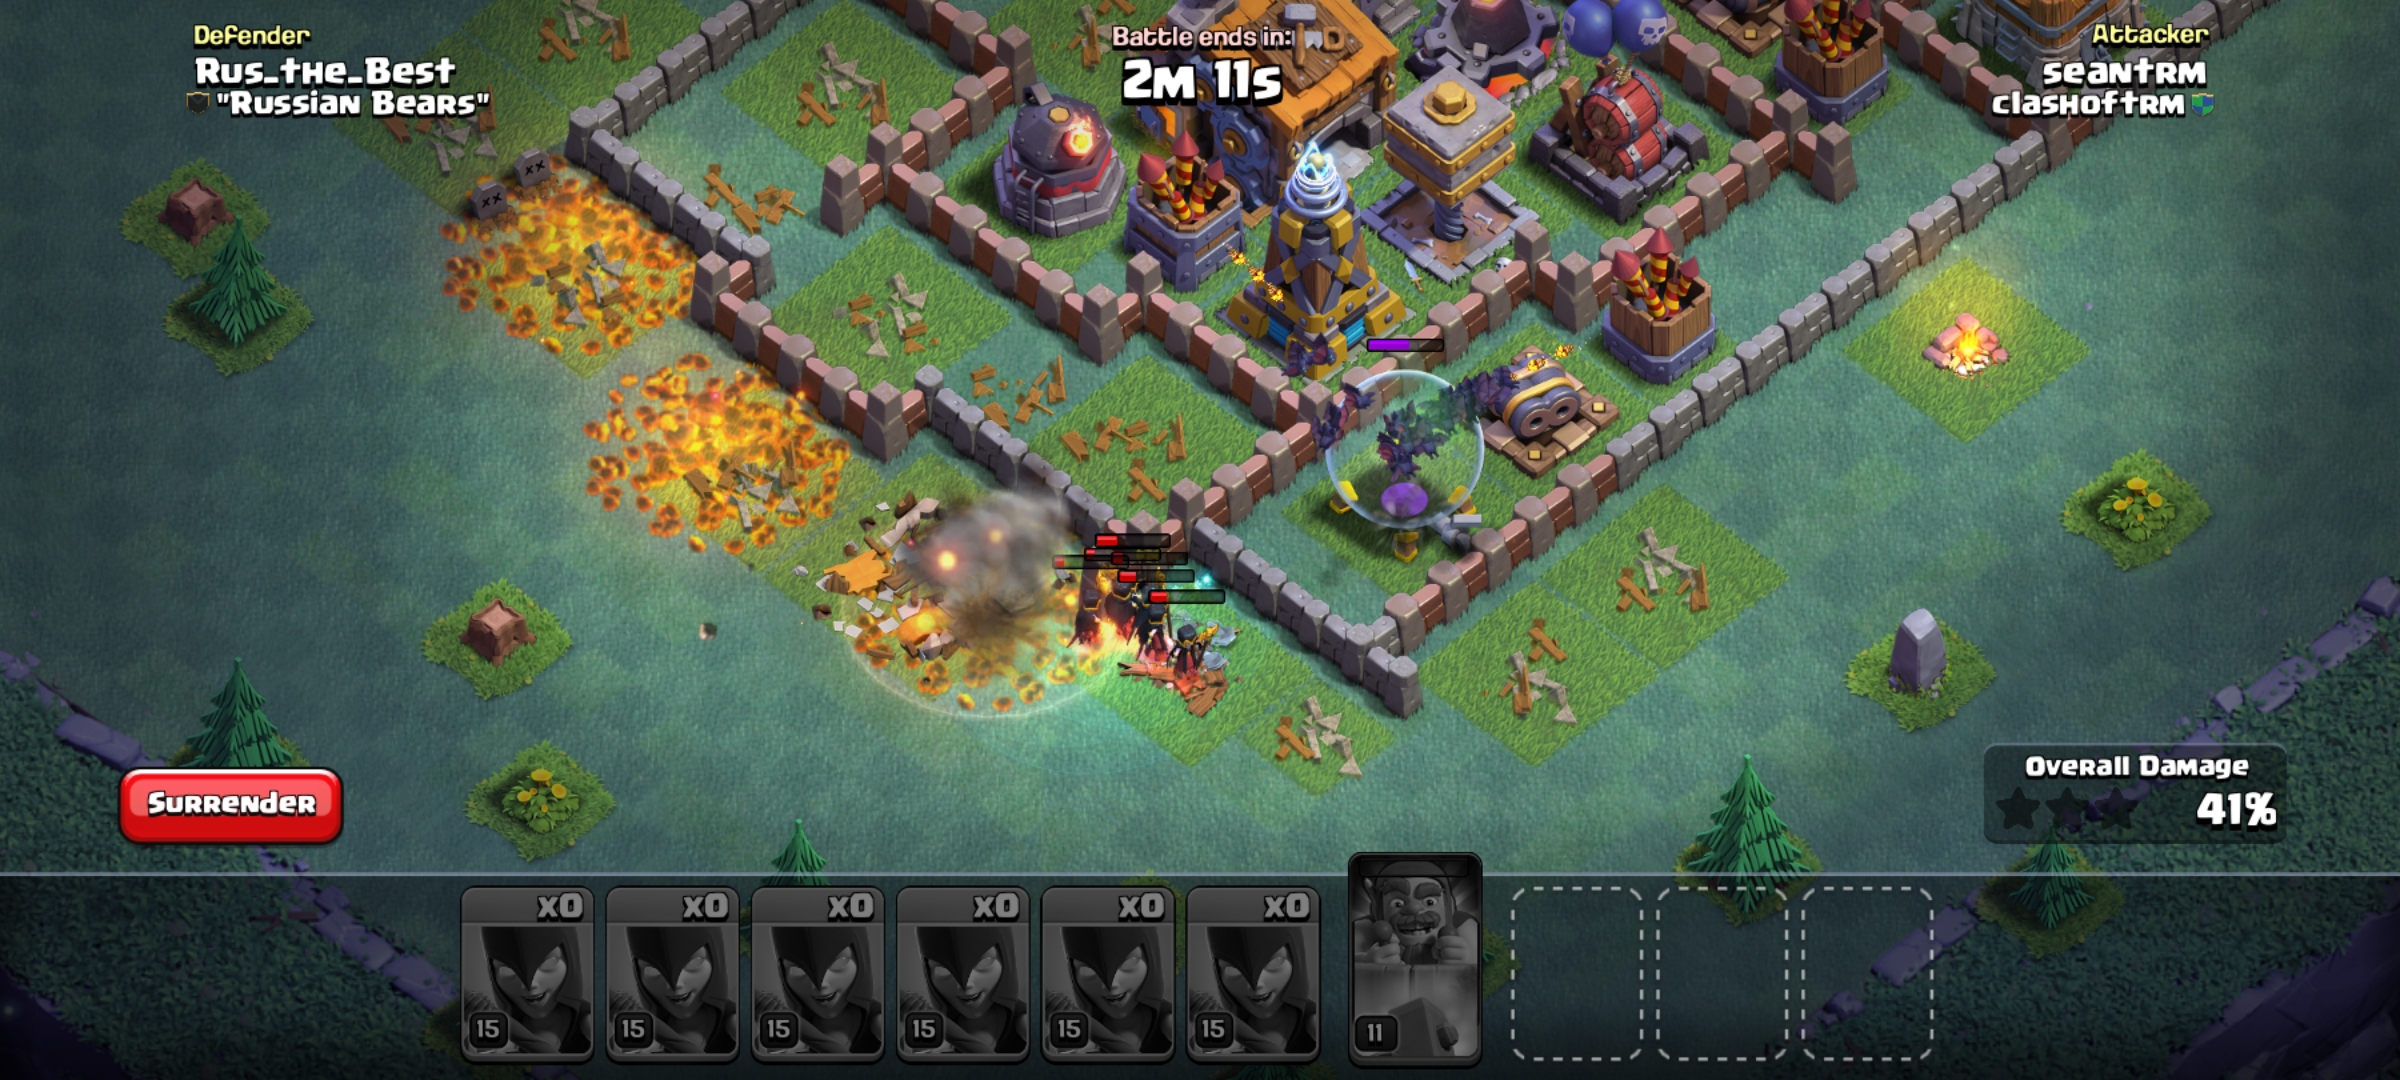 Defender
Rus_the_Best
"Russian Bears"
Battle ends in:
2m 11s
Attacker
seantrm
clashoftrm
Surrender
Overall Damage
41%
x0
x0
x0
x0
x0
x0
15
15
15
15
15
15
11